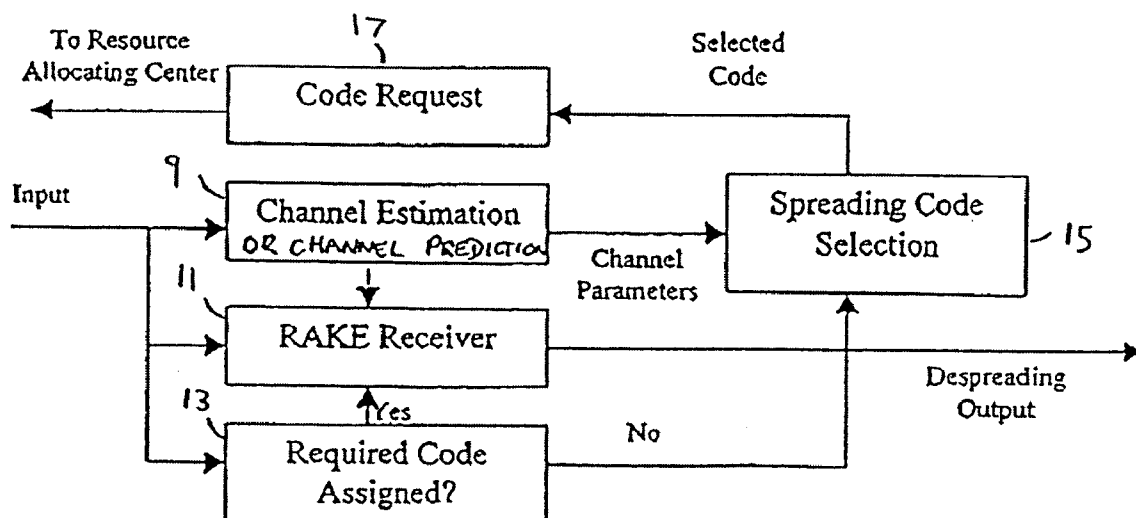 17
To Resource
Allocating Center
Code Request
Selected
Code
9
Input
Channel Estimation
OR CHANNEL PREDICTION
Channel
Parameters
Spreading Code
Selection
15
11
RAKE Receiver
Despreading
Output
13
Yes
No
Required Code
Assigned?